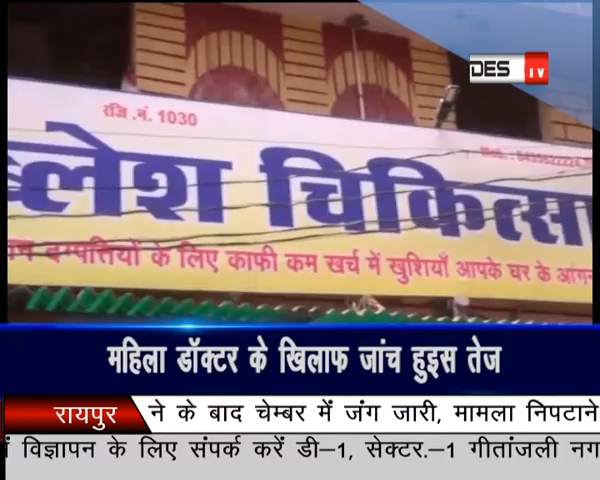 DES TV
रजि .नं. 1030
ब्लेश चिकित्सा
दम्पत्तियों के लिए काफी कम खर्च में खुशियाँ आपके घर के आंगन
महिला डॉक्टर के खिलाफ जांच हुइस तेज
रायपुर ने के बाद चेम्बर में जंग जारी, मामला निपटाने
विज्ञापन के लिए संपर्क करें डी–1, सेक्टर.–1 गीतांजली नग